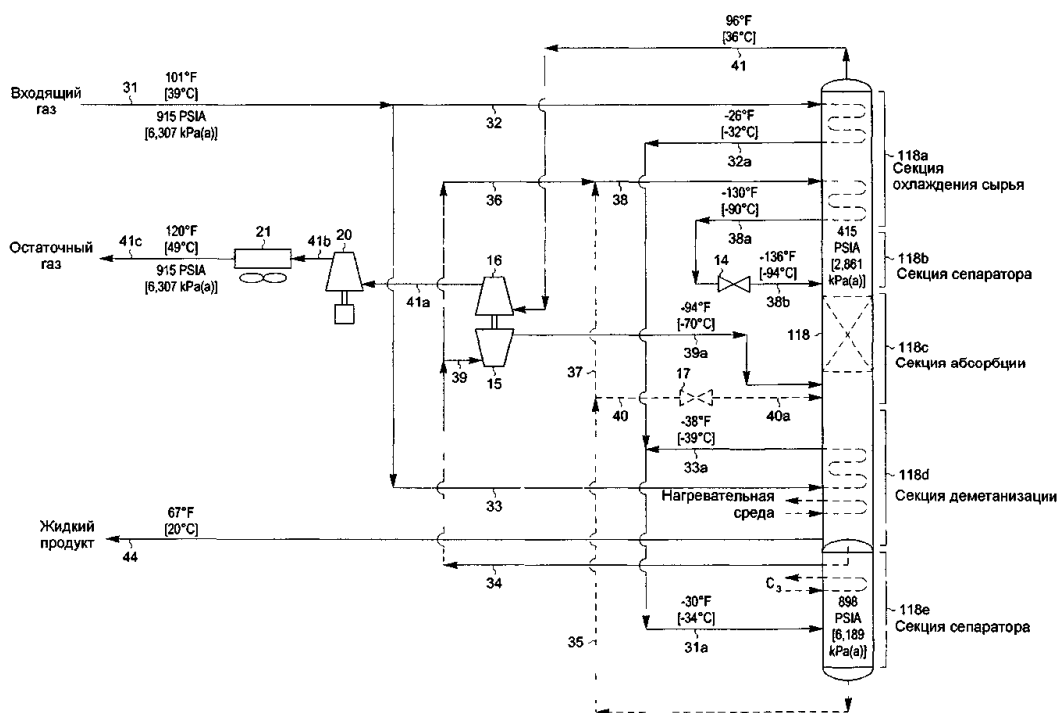 96°F
[36°C]
41
101°F
[39°C]
31
Входящий
газ
915 PSIA
[6,307 kPa(a)]
32
-26°F
[-32°C]
32a
118a
Секция
охлаждения сырья
36
38
-130°F
[-90°C]
38a
415
PSIA
[2,861
kPa(a)]
118b
Секция сепаратора
14
-136°F
[-94°C]
38b
Остаточный
газ
41c
120°F
[49°C]
915 PSIA
[6,307 kPa(a)]
21
41b
20
41a
16
15
39
-94°F
[-70°C]
39a
118
118c
Секция абсорбции
37
17
40
40a
-38°F
[-39°C]
33a
118d
Секция деметанизации
33
Нагревательная
среда
Жидкий
продукт
67°F
[20°C]
44
34
C3
118e
Секция сепаратора
898
PSIA
[6,189
kPa(a)]
-30°F
[-34°C]
31a
35